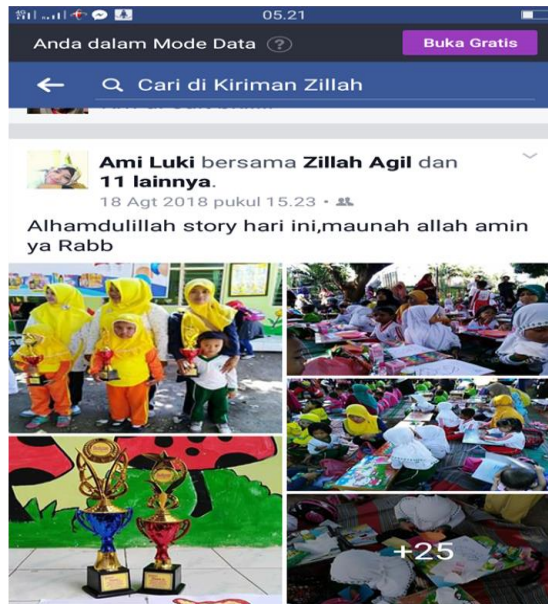 05.21
Anda dalam Mode Data ?
Buka Gratis
Cari di Kiriman Zillah
Ami Luki bersama Zillah Agil dan
11 lainnya.
18 Agt 2018 pukul 15.23 •
Alhamdulillah story hari ini,maunah allah amin
ya Rabb
+25